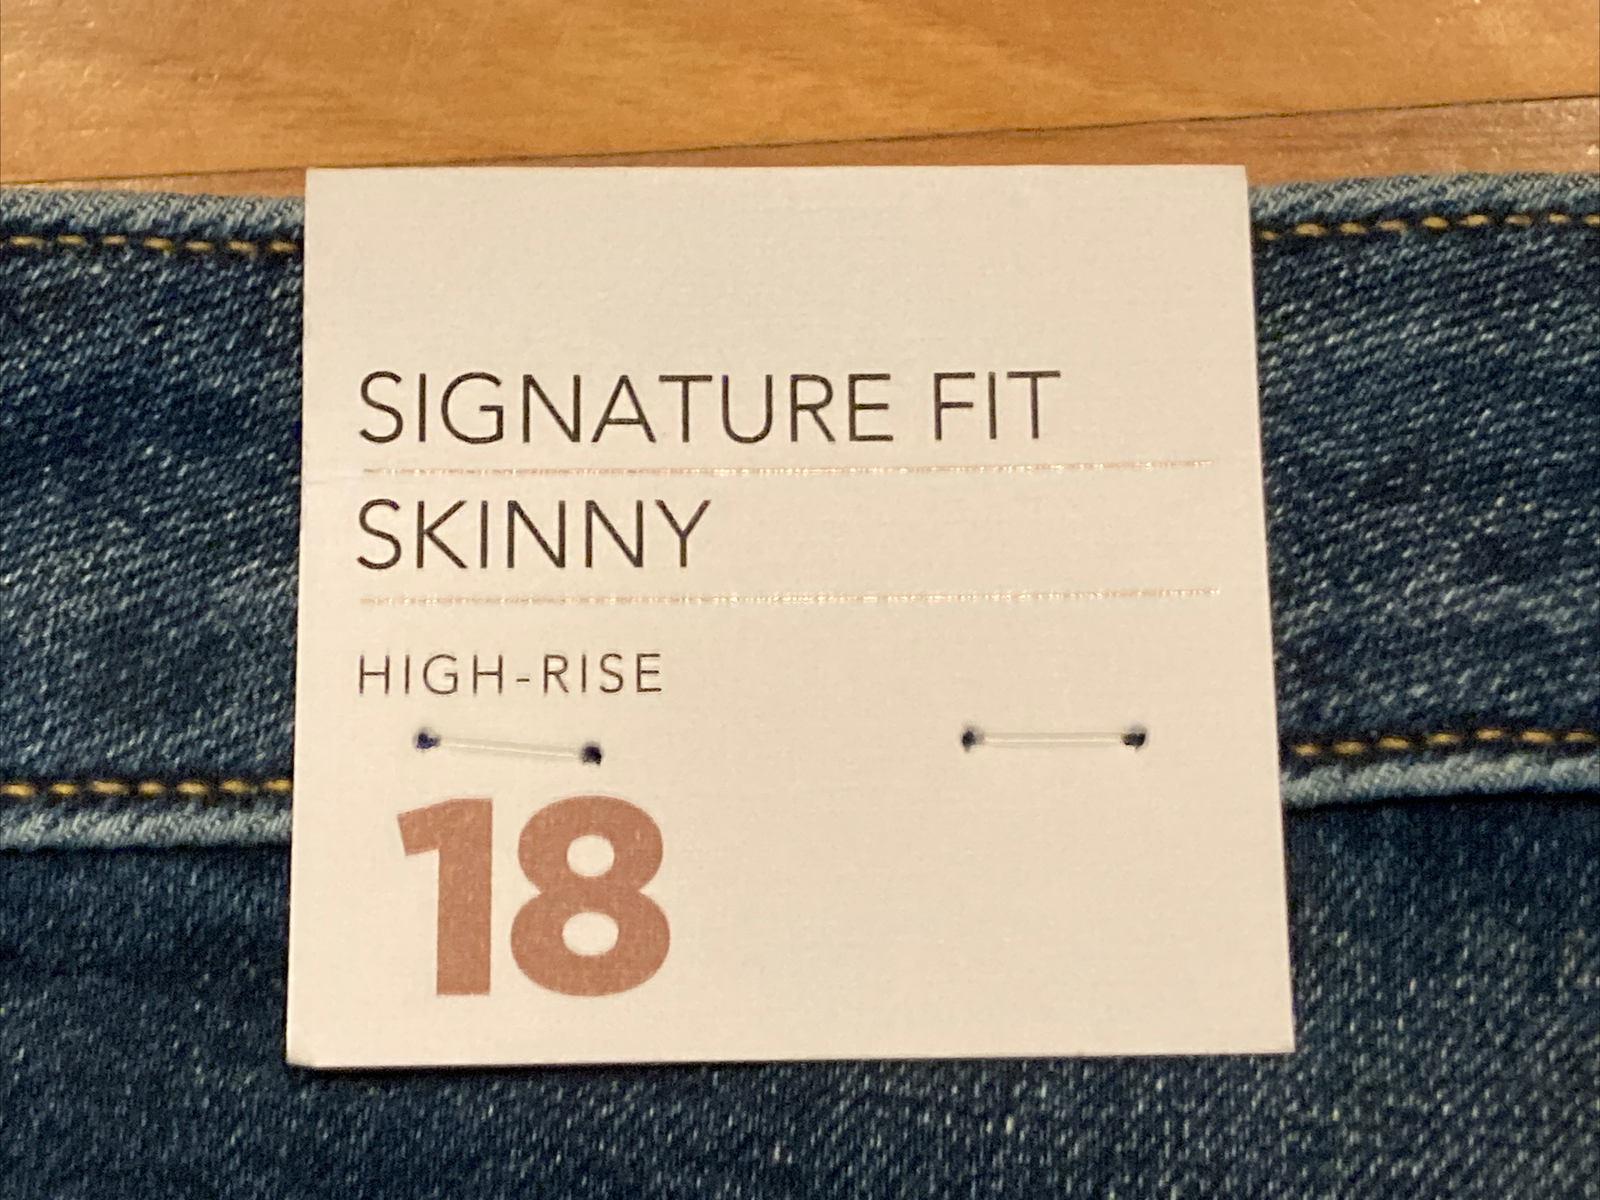 SIGNATURE FIT
SKINNY
HIGH-RISE
18